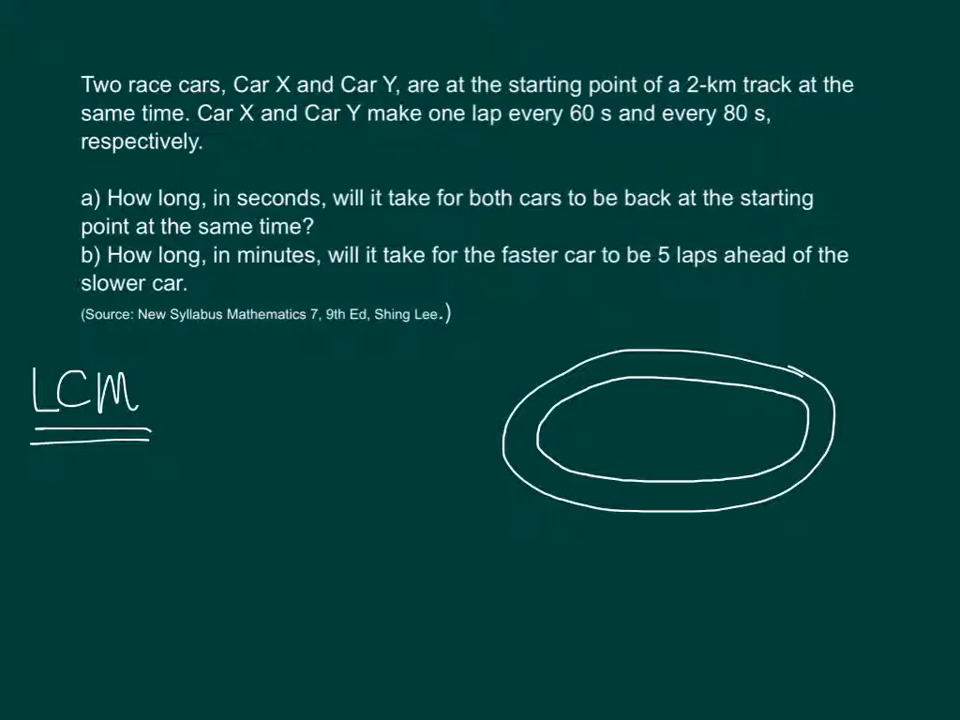 Two race cars, Car X and Car Y, are at the starting point of a 2-km track at the
same time. Car X and Car Y make one lap every 60 s and every 80 s,
respectively.
a) How long, in seconds, will it take for both cars to be back at the starting
point at the same time?
b) How long, in minutes, will it take for the faster car to be 5 laps ahead of the
slower car.
(Source: New Syllabus Mathematics 7, 9th Ed, Shing Lee.)
LCM